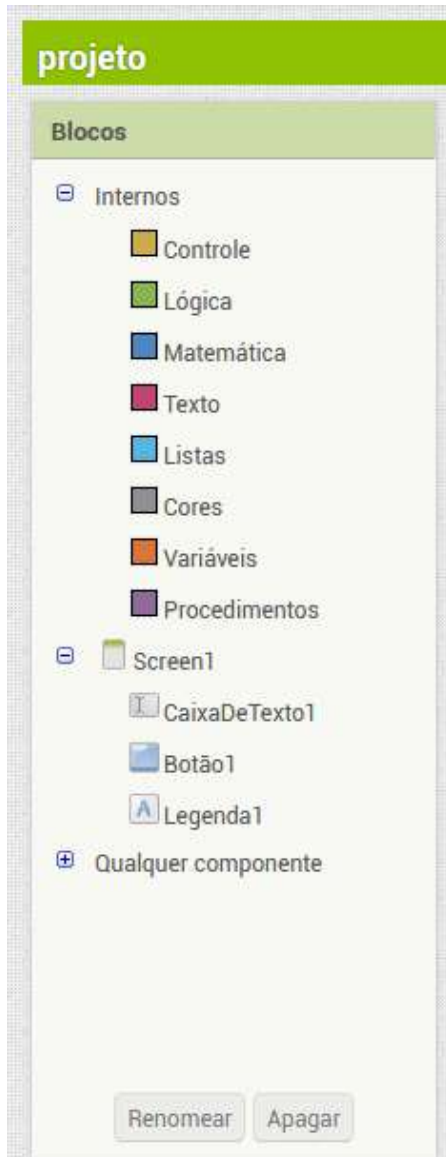 projeto
Blocos
Internos
Controle
Lógica
Matemática
Texto
Listas
Cores
Variáveis
Procedimentos
Screen1
CaixaDeTexto1
Botão1
A Legenda1
Qualquer componente
Renomear Apagar